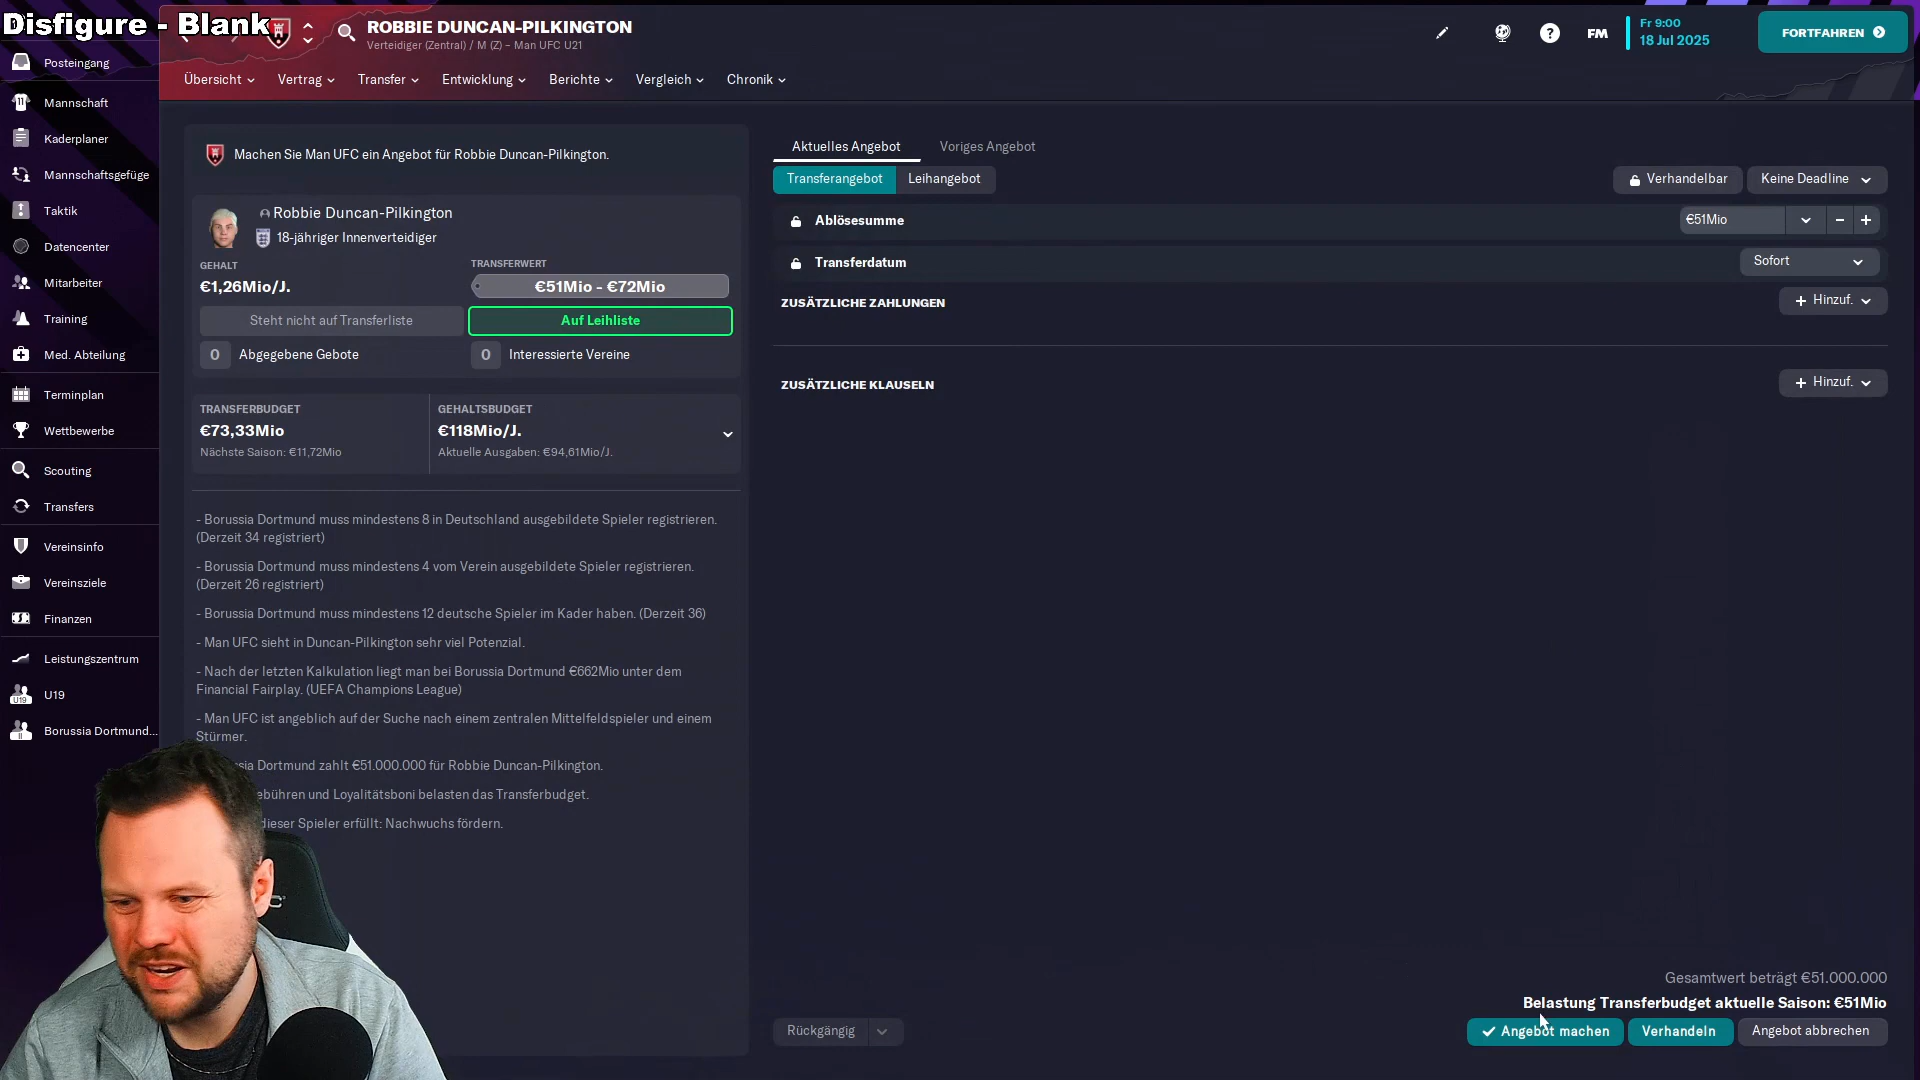 Disfigure - Blank
ROBBIE DUNCAN-PILKINGTON
Verteidiger (Zentral) / M (Z) – Man UFC U21
FM
Fr 9:00
18 Jul 2025
FORTFAHREN
Übersicht
Vertrag
Transfer
Entwicklung
Berichte
Vergleich
Chronik
Posteingang
Mannschaft
Kaderplaner
Mannschaftsgefüge
Taktik
Datencenter
Mitarbeiter
Training
Med. Abteilung
Terminplan
Wettbewerbe
Scouting
Transfers
Vereinsinfo
Vereinsziele
Finanzen
Leistungszentrum
U19
Borussia Dortmund...
Machen Sie Man UFC ein Angebot für Robbie Duncan-Pilkington.
Robbie Duncan-Pilkington
18-jähriger Innenverteidiger
GEHALT
€1,26Mio/J.
TRANSFERWERT
€51Mio - €72Mio
Steht nicht auf Transferliste
Auf Leihliste
0 Abgegebene Gebote
0 Interessierte Vereine
TRANSFERBUDGET
€73,33Mio
Nächste Saison: €11,72Mio
GEHALTSBUDGET
€118Mio/J.
Aktuelle Ausgaben: €94,61Mio/J.
- Borussia Dortmund muss mindestens 8 in Deutschland ausgebildete Spieler registrieren.
(Derzeit 34 registriert)
- Borussia Dortmund muss mindestens 4 vom Verein ausgebildete Spieler registrieren.
(Derzeit 26 registriert)
- Borussia Dortmund muss mindestens 12 deutsche Spieler im Kader haben. (Derzeit 36)
- Man UFC sieht in Duncan-Pilkington sehr viel Potenzial.
- Nach der letzten Kalkulation liegt man bei Borussia Dortmund €662Mio unter dem
Financial Fairplay. (UEFA Champions League)
- Man UFC ist angeblich auf der Suche nach einem zentralen Mittelfeldspieler und einem
Stürmer.
sia Dortmund zahlt €51.000.000 für Robbie Duncan-Pilkington.
ebühren und Loyalitätsboni belasten das Transferbudget.
dieser Spieler erfüllt: Nachwuchs fördern.
Aktuelles Angebot
Voriges Angebot
Transferangebot
Leihangebot
Verhandelbar
Keine Deadline
Ablösesumme
€51Mio
Transferdatum
Sofort
ZUSÄTZLICHE ZAHLUNGEN
Hinzuf.
ZUSÄTZLICHE KLAUSELN
Hinzuf.
Gesamtwert beträgt €51.000.000
Belastung Transferbudget aktuelle Saison: €51Mio
Rückgängig
Angebot machen
Verhandeln
Angebot abbrechen